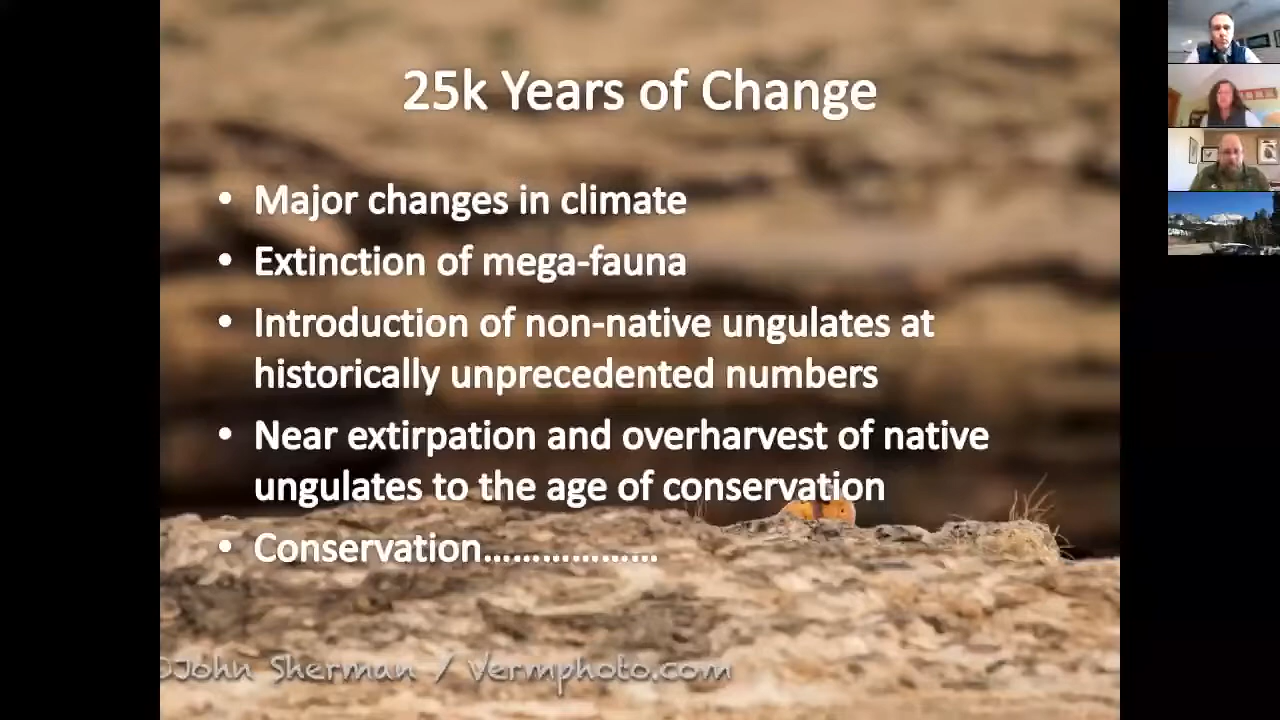 25k Years of Change
• Major changes in climate
• Extinction of mega-fauna
• Introduction of non-native ungulates at
historically unprecedented numbers
• Near extirpation and overharvest of native
ungulates to the age of conservation
• Conservation………………
©John Sherman / Vermphoto.com